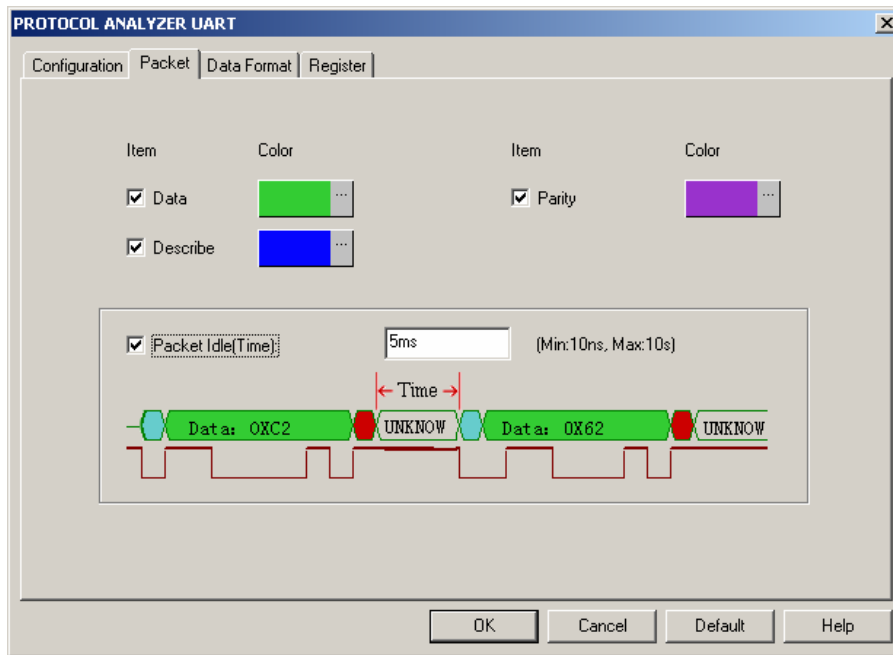 PROTOCOL ANALYZER UART
Configuration Packet Data Format Register
Item Color Item Color
Data ... Parity ...
Describe ...
Packet Idle(Time): 5ms (Min:10ns, Max:10s)
Time
Data: 0XC2 UNKNOW Data: 0X62 UNKNOW
OK Cancel Default Help